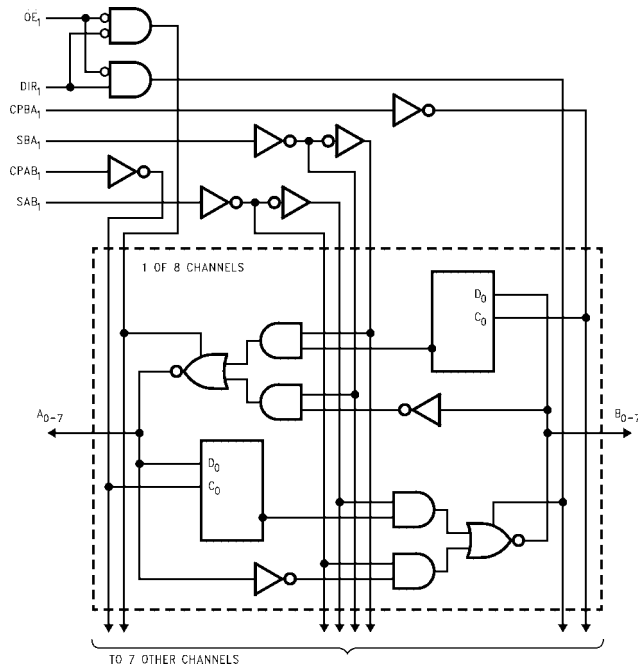 OE₁
DIR₁
CPBA₁
SBA₁
CPAB₁
SAB₁
1 OF 8 CHANNELS
D₀
C₀
A₀₋₇
B₀₋₇
D₀
C₀
TO 7 OTHER CHANNELS